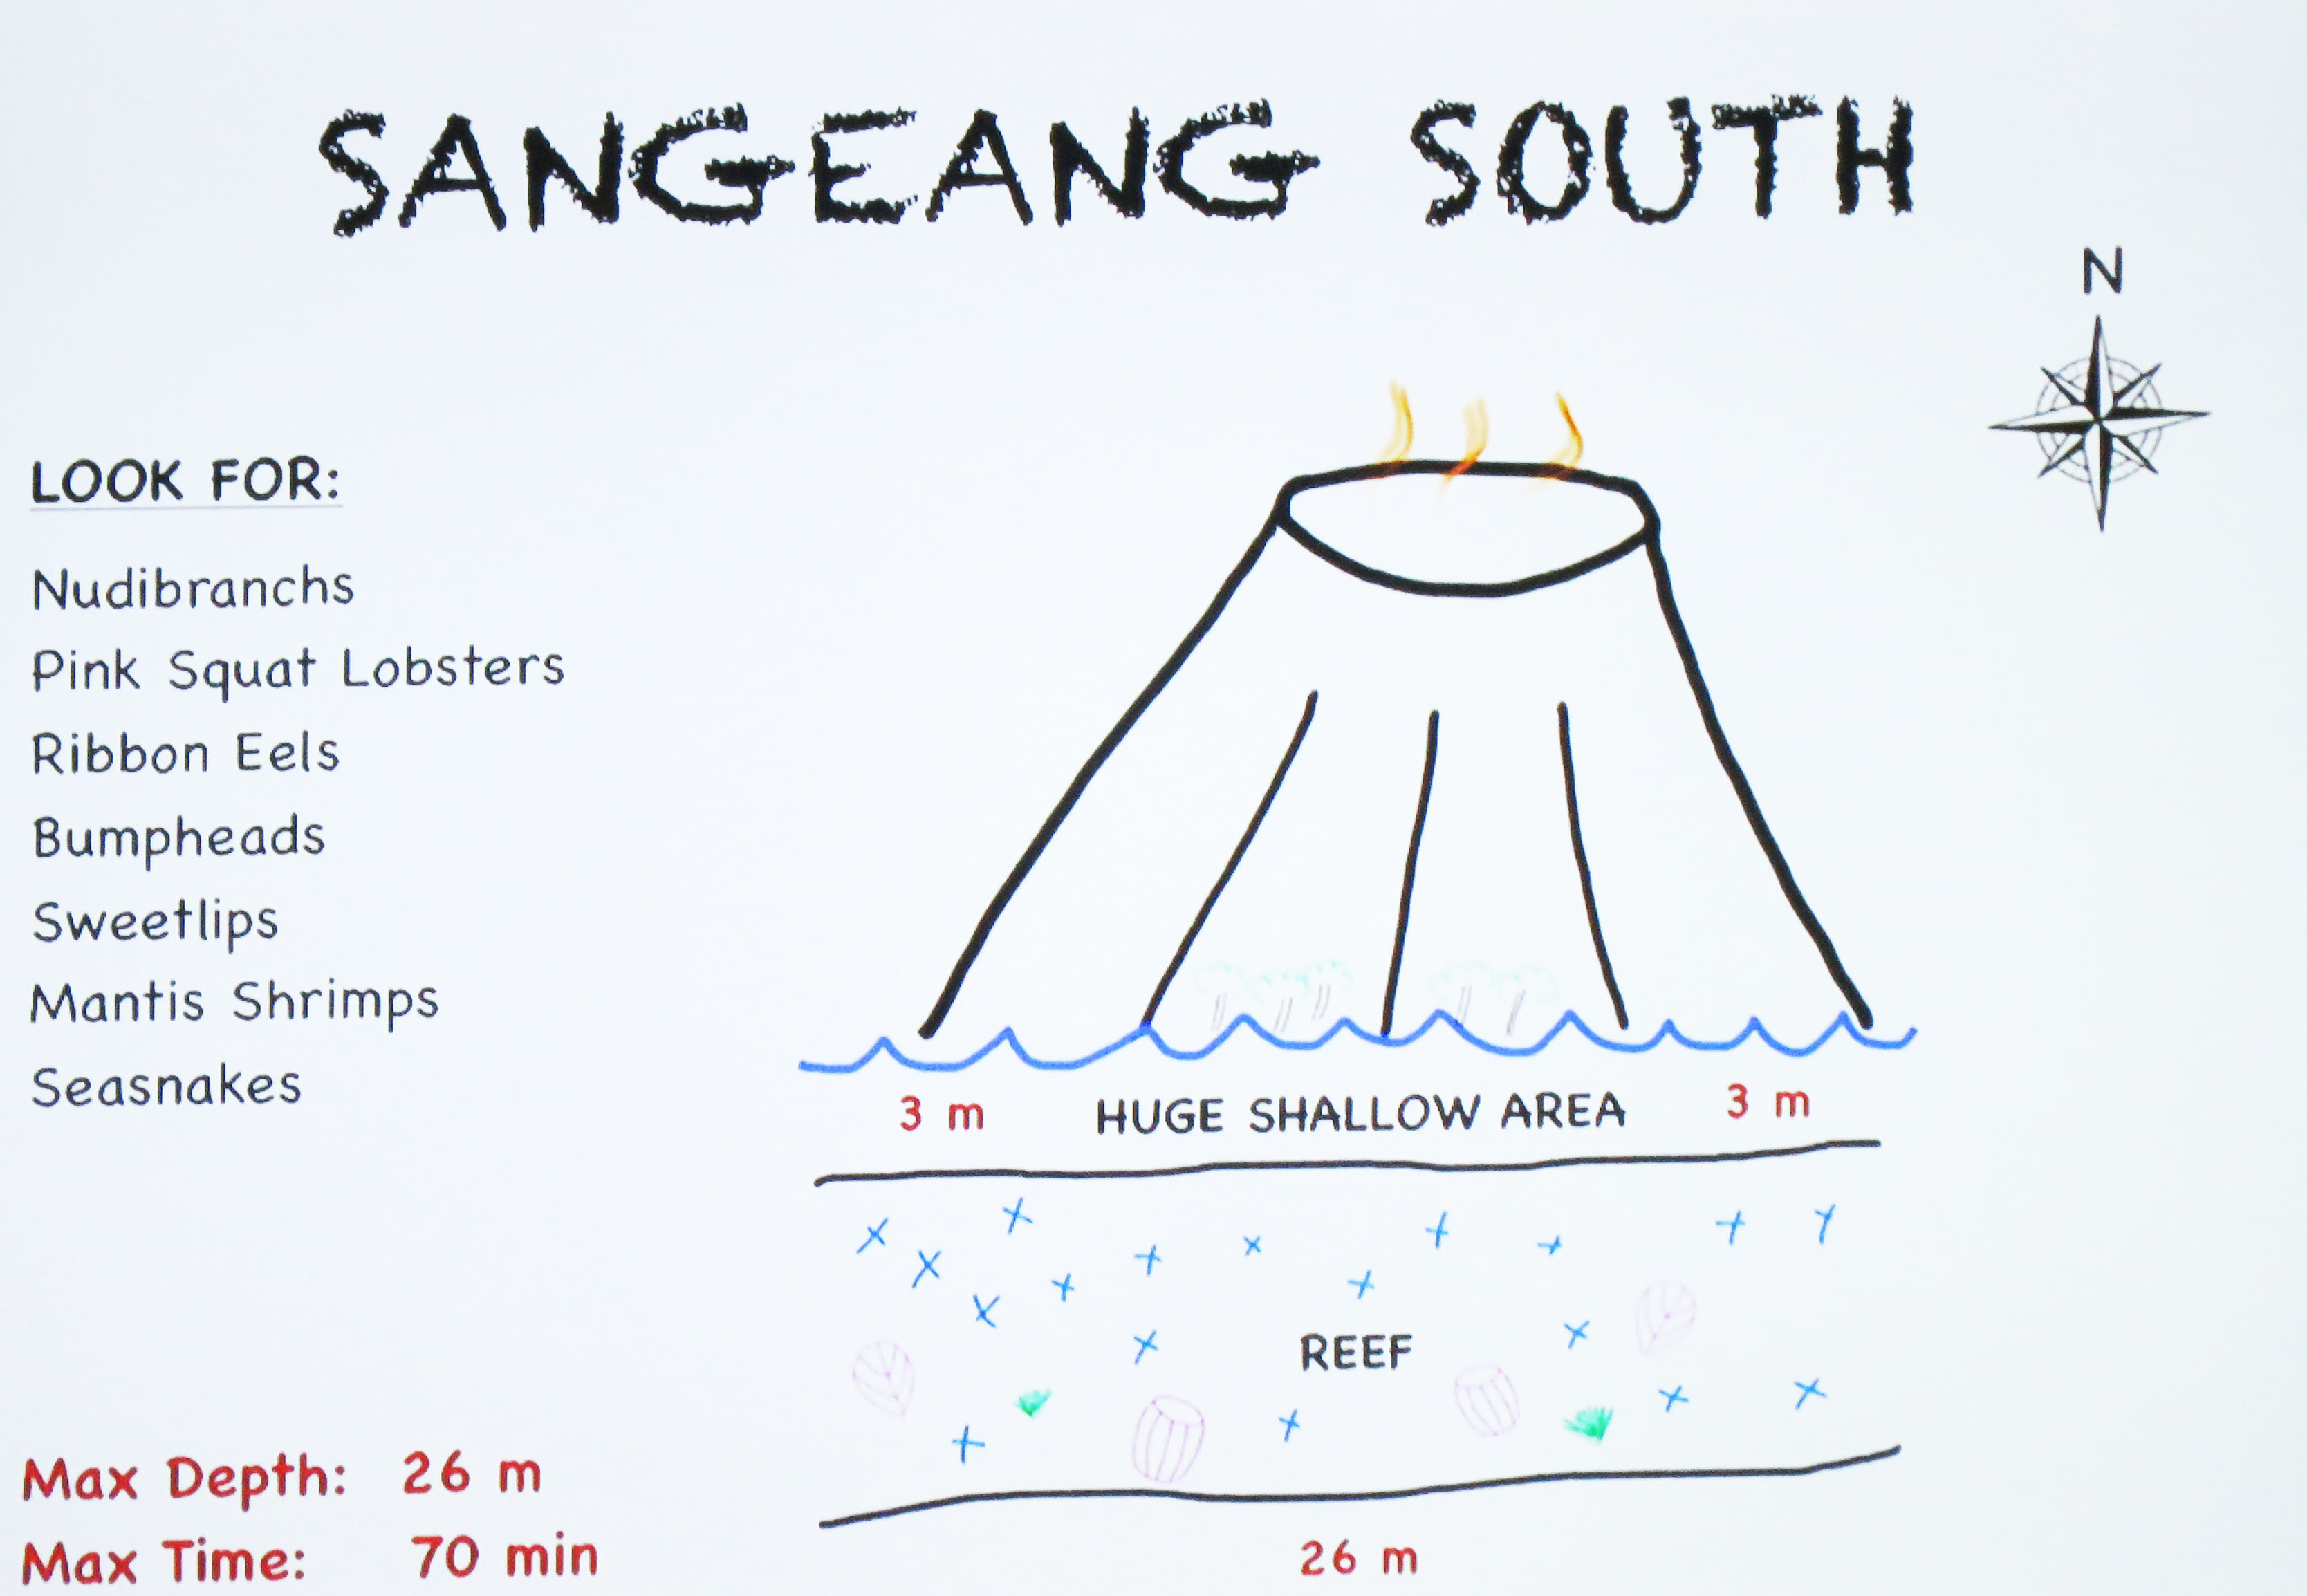 SANGEANG SOUTH
N
LOOK FOR:
Nudibranchs
Pink Squat Lobsters
Ribbon Eels
Bumpheads
Sweetlips
Mantis Shrimps
Seasnakes
3 m HUGE SHALLOW AREA 3 m
REEF
Max Depth: 26 m
Max Time: 70 min
26 m